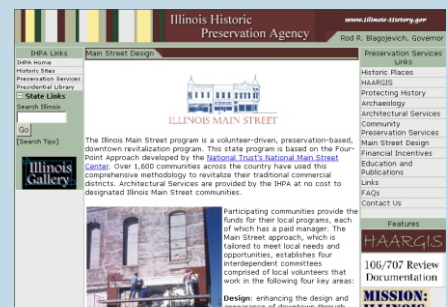 Illinois Historic
Preservation Agency
www.Illinois-History.gov
Rod R. Blagojevich, Governor
IHPA Links
IHPA Home
Historic Sites
Preservation Services
Presidential Library
State Links
Search Illinois
Go
[Search Tips]
Illinois
Gallery
Main Street Design
ILLINOIS MAIN STREET
The Illinois Main Street program is a volunteer-driven, preservation-based,
downtown revitalization program. This state program is based on the Four-
Point Approach developed by the National Trust's National Main Street
Center. Over 1,600 communities across the country have used this
comprehensive methodology to revitalize their traditional commercial
districts. Architectural Services are provided by the IHPA at no cost to
designated Illinois Main Street communities.
Participating communities provide the
funds for their local programs, each
of which has a paid manager. The
Main Street approach, which is
tailored to meet local needs and
opportunities, establishes four
interdependent committees
comprised of local volunteers that
work in the following four key areas:
Design: enhancing the design and
appearance of downtown through
Preservation Services
Links
Historic Places
HAARGIS
Protecting History
Archaeology
Architectural Services
Community
Preservation Services
Main Street Design
Financial Incentives
Education and
Publications
Links
FAQs
Contact Us
Features
HAARGIS
106/707 Review
Documentation
MISSION:
ILLINOIS